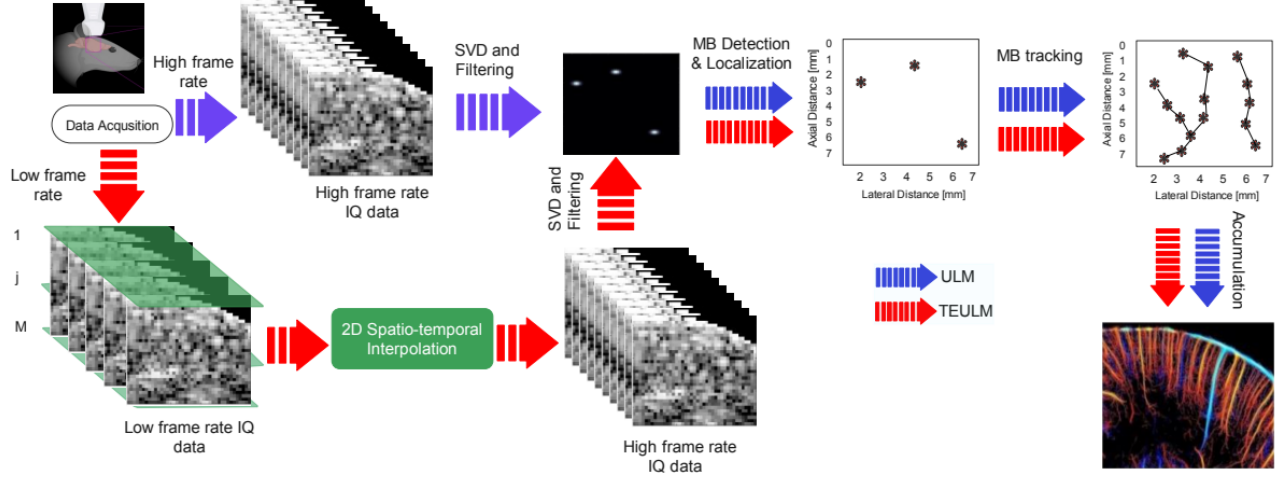 High frame
rate
Data Acqusition
Low frame
rate
High frame rate
IQ data
SVD and
Filtering
MB Detection
& Localization
0
1
2
3
4
5
6
7
Axial Distance [mm]
2 3 4 5 6 7
Lateral Distance [mm]
MB tracking
0
1
2
3
4
5
6
7
Axial Distance [mm]
2 3 4 5 6 7
Lateral Distance [mm]
SVD and
Filtering
1
j
M
Low frame rate IQ
data
2D Spatio-temporal
Interpolation
High frame rate
IQ data
ULM
TEULM
Accumulation